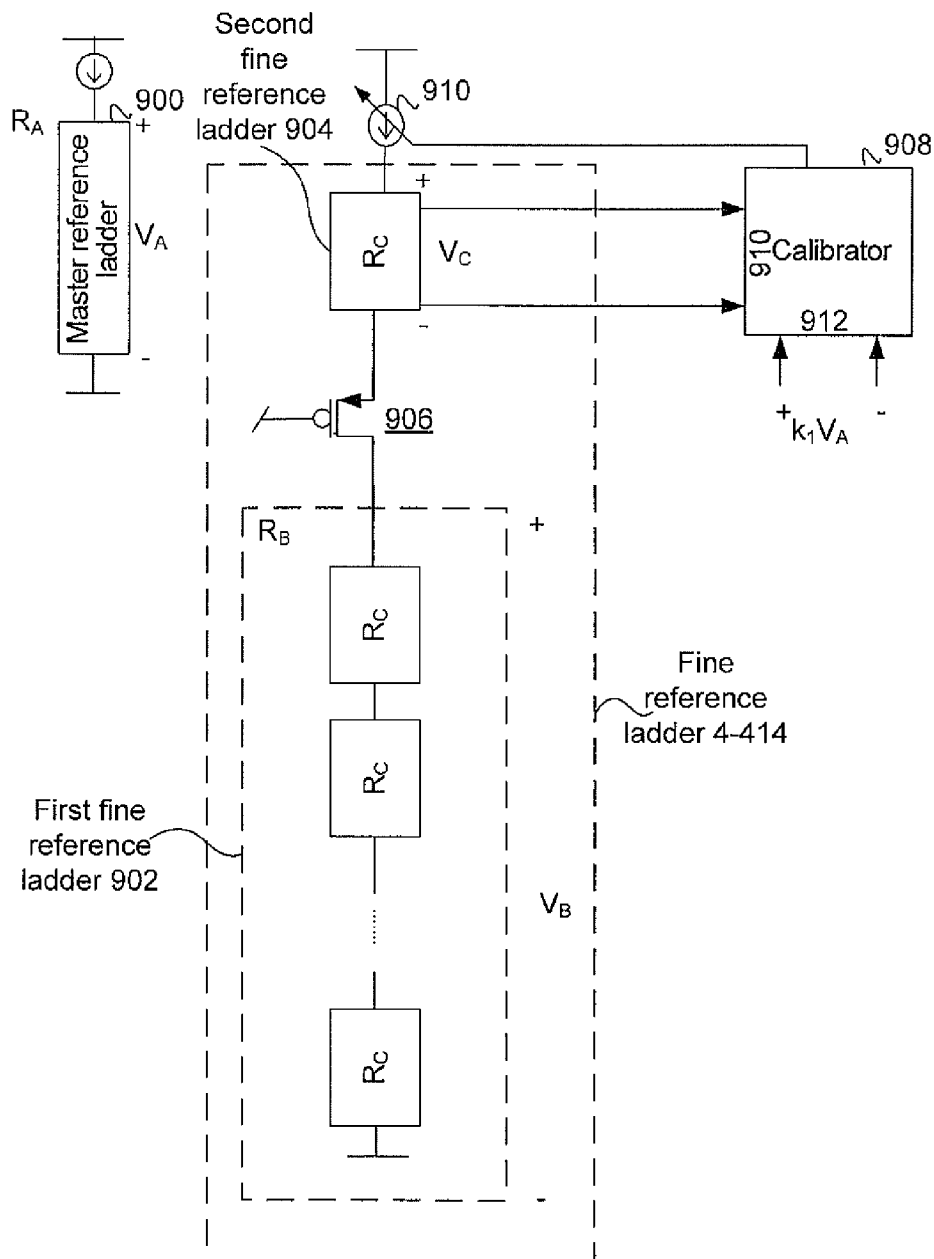 Second
fine
reference
ladder 904
910
900
R_A
+
Master reference
ladder
V_A
-
908
+
R_C
V_C
-
910
Calibrator
912
+
k₁V_A
-
906
R_B
+
R_C
R_C
Fine
reference
ladder 4-414
First fine
reference
ladder 902
V_B
R_C
-